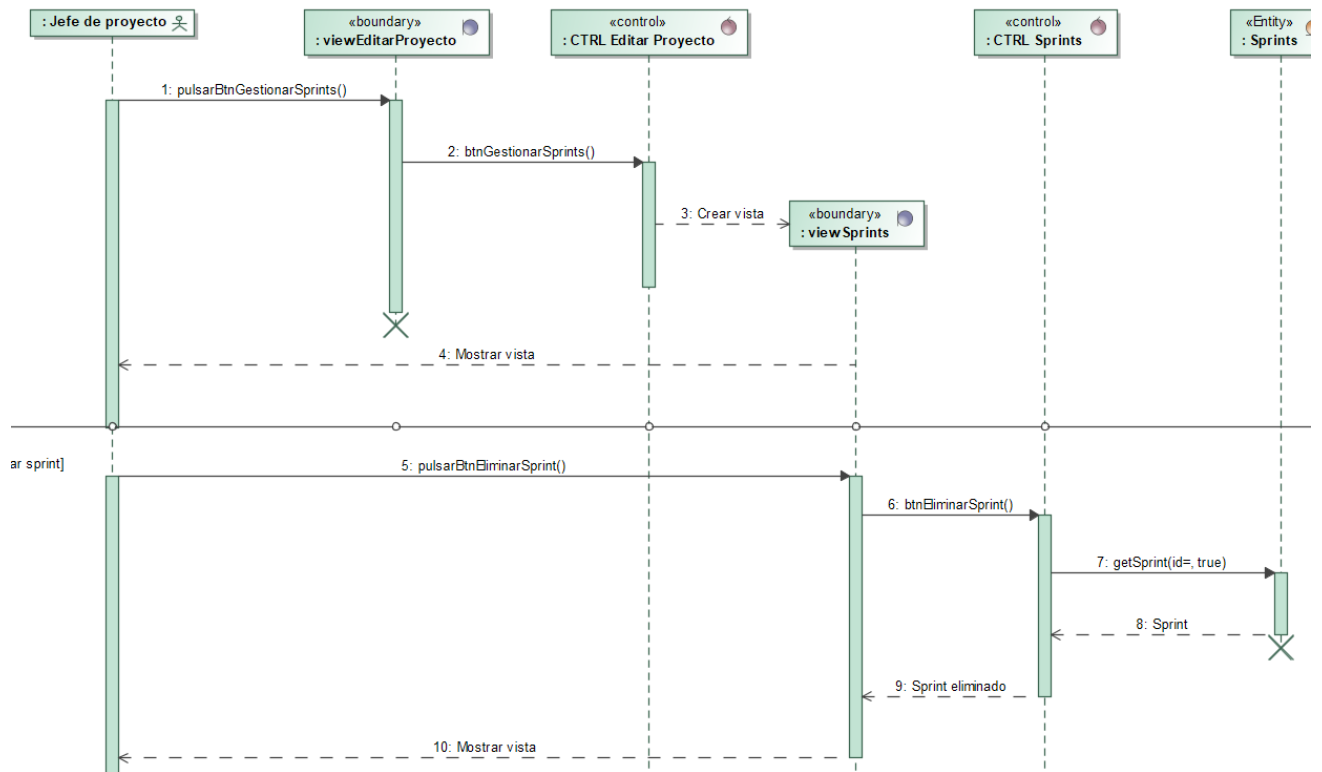 : Jefe de proyecto
«boundary»
: viewEditarProyecto
«control»
: CTRL Editar Proyecto
«control»
: CTRL Sprints
«Entity»
: Sprints
1: pulsarBtnGestionarSprints()
2: btnGestionarSprints()
3: Crear vista
«boundary»
: viewSprints
4: Mostrar vista
ar sprint]
5: pulsarBtnEliminarSprint()
6: btnEliminarSprint()
7: getSprint(id=, true)
8: Sprint
9: Sprint eliminado
10: Mostrar vista